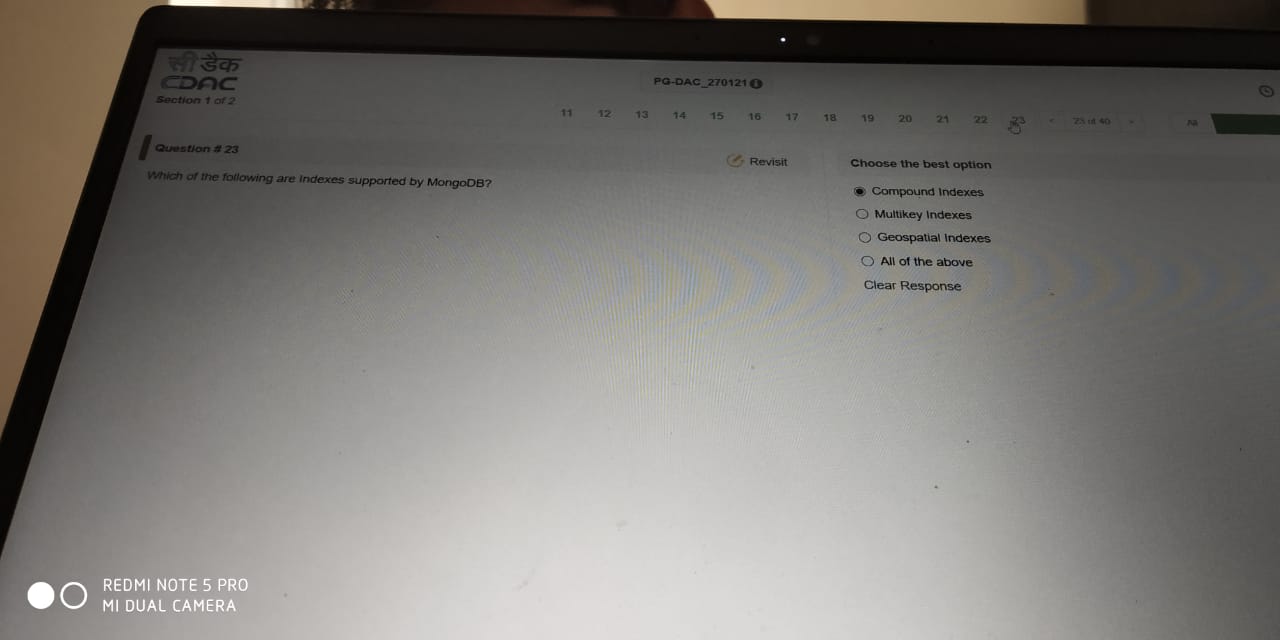 सी डैक
CDAC
Section 1 of 2
PG-DAC_270121
11 12 13 14 15 16 17 18 19 20 21 22 23 < 23 of 40 > All
Question # 23
Revisit
Which of the following are Indexes supported by MongoDB?
Choose the best option
Compound Indexes
Multikey Indexes
Geospatial Indexes
All of the above
Clear Response
REDMI NOTE 5 PRO
MI DUAL CAMERA